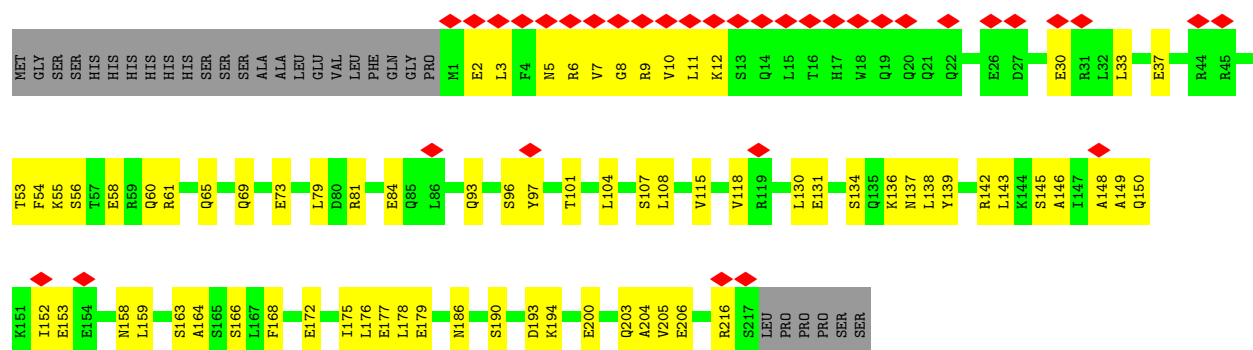 MET GLY SER SER HIS HIS HIS HIS HIS HIS SER SER SER ALA ALA LEU GLU VAL LEU PHE GLN GLY PRO M1 E2 L3 F4 N5 R6 V7 G8 R9 V10 L11 K12 S13 Q14 L15 T16 H17 W18 Q19 Q20 Q21 Q22 E26 D27 E30 R31 L32 L33 E37 R44 R45
T53 F54 K55 S56 T57 E58 R59 Q60 R61 Q65 Q69 E73 L79 D80 R81 E84 Q85 L86 Q93 S96 Y97 T101 L104 S107 L108 V115 V118 R119 L130 E131 S134 Q135 K136 N137 L138 Y139 R142 L143 K144 S145 A146 I147 A148 A149 Q150
K151 I152 E153 E154 N158 L159 S163 A164 S165 S166 L167 F168 E172 I175 L176 E177 L178 E179 N186 S190 D193 K194 E200 Q203 A204 V205 E206 R216 S217 LEU PRO PRO PRO SER SER